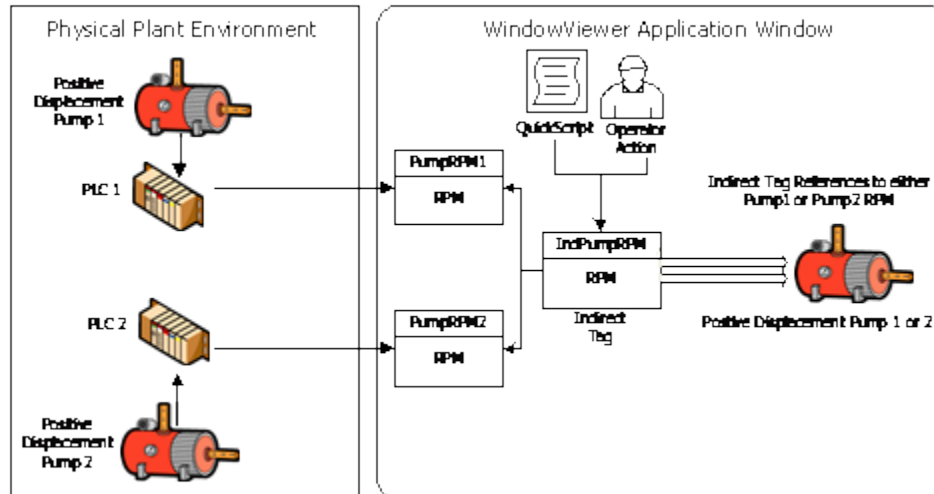 Physical Plant Environment
WindowViewer Application Window
Positive
Displacement
Pump 1
PLC 1
PLC 2
Positive
Displacement
Pump 2
QuickScript
Operator
Action
PumpRPM1
RPM
PumpRPM2
RPM
IndPumpRPM
RPM
Indirect
Tag
Indirect Tag References to either
Pump1 or Pump2 RPM
Positive Displacement Pump 1 or 2